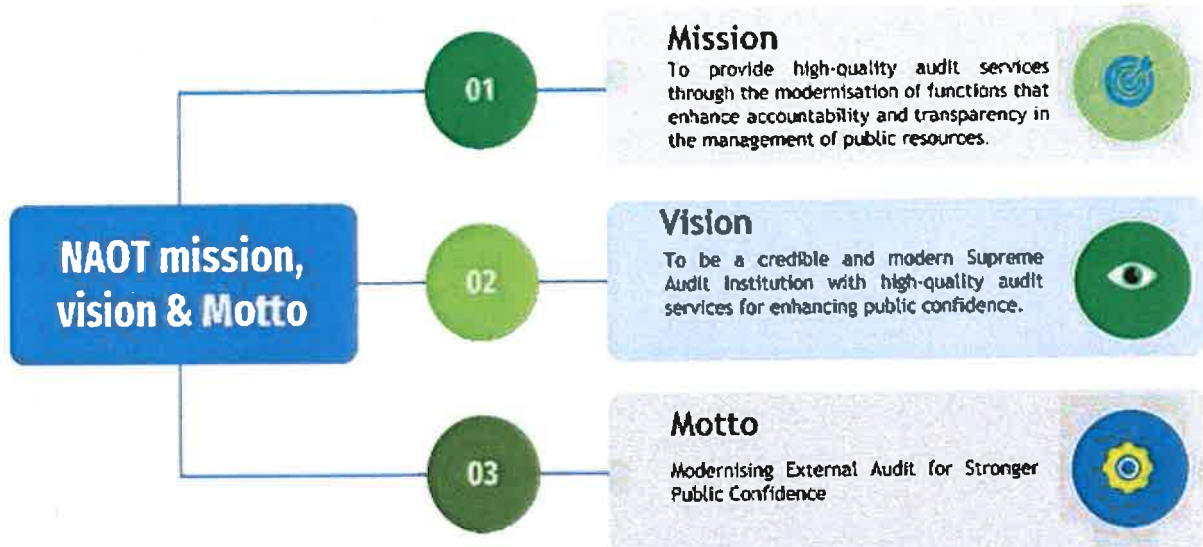 NAOT mission,
vision & Motto
01
Mission
To provide high-quality audit services
through the modernisation of functions that
enhance accountability and transparency in
the management of public resources.
02
Vision
To be a credible and modern Supreme
Audit Institution with high-quality audit
services for enhancing public confidence.
03
Motto
Modernising External Audit for Stronger
Public Confidence